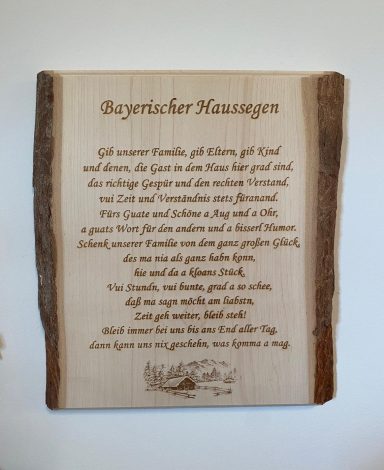 Bayerischer Haussegen
Gib unserer Familie, gib Eltern, gib Kind
und denen, die Gast in dem Haus hier grad sind,
das richtige Gespür und den rechten Verstand,
vui Zeit und Verständnis stets füranand.
Fürs Guate und Schöne a Aug und a Ohr,
a guats Wort für den andern und a bisserl Humor.
Schenk unserer Familie von dem ganz großen Glück,
des ma nia als ganz habn konn,
hie und da a kloans Stück.
Vui Stundn, vui bunte, grad a so schee,
daß ma sagn möcht am liabstn,
Zeit geh weiter, bleib steh!
Bleib immer bei uns bis ans End aller Tag,
dann kann uns nix geschehn, was komma a mag.